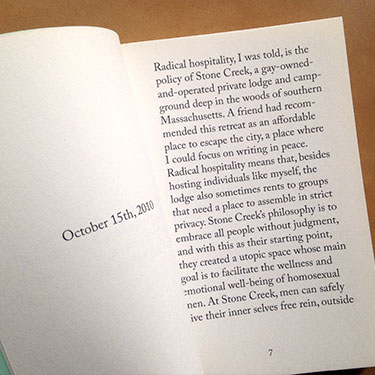 October 15th, 2010
Radical hospitality, I was told, is the
policy of Stone Creek, a gay-owned-
and-operated private lodge and camp-
ground deep in the woods of southern
Massachusetts. A friend had recom-
mended this retreat as an affordable
place to escape the city, a place where
I could focus on writing in peace.
Radical hospitality means that, besides
hosting individuals like myself, the
lodge also sometimes rents to groups
that need a place to assemble in strict
privacy. Stone Creek's philosophy is to
embrace all people without judgment,
and with this as their starting point,
they created a utopic space whose main
goal is to facilitate the wellness and
emotional well-being of homosexual
men. At Stone Creek, men can safely
ive their inner selves free rein, outside
7